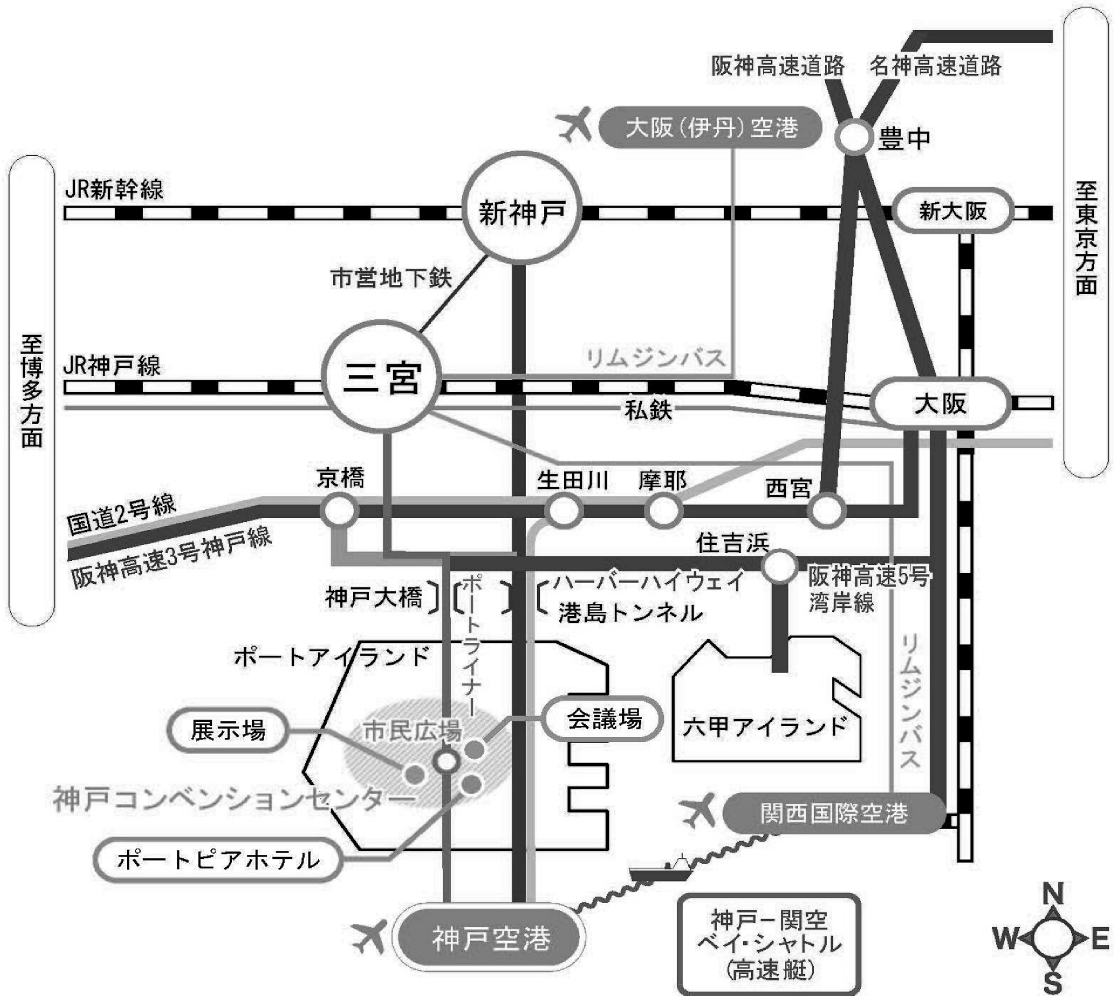 阪神高速道路
名神高速道路
大阪(伊丹)空港
豊中
JR新幹線
新神戸
新大阪
至東京方面
市営地下鉄
至博多方面
リムジンバス
JR神戸線
三宮
私鉄
大阪
京橋
生田川
摩耶
西宮
国道2号線
阪神高速3号神戸線
住吉浜
阪神高速5号
湾岸線
神戸大橋
ポートライナー
ハーバーハイウェイ
港島トンネル
ポートアイランド
リムジンバス
展示場
市民広場
会議場
六甲アイランド
神戸コンベンションセンター
関西国際空港
ポートピアホテル
神戸空港
神戸-関空
ベイ・シャトル
(高速艇)
N
W
E
S